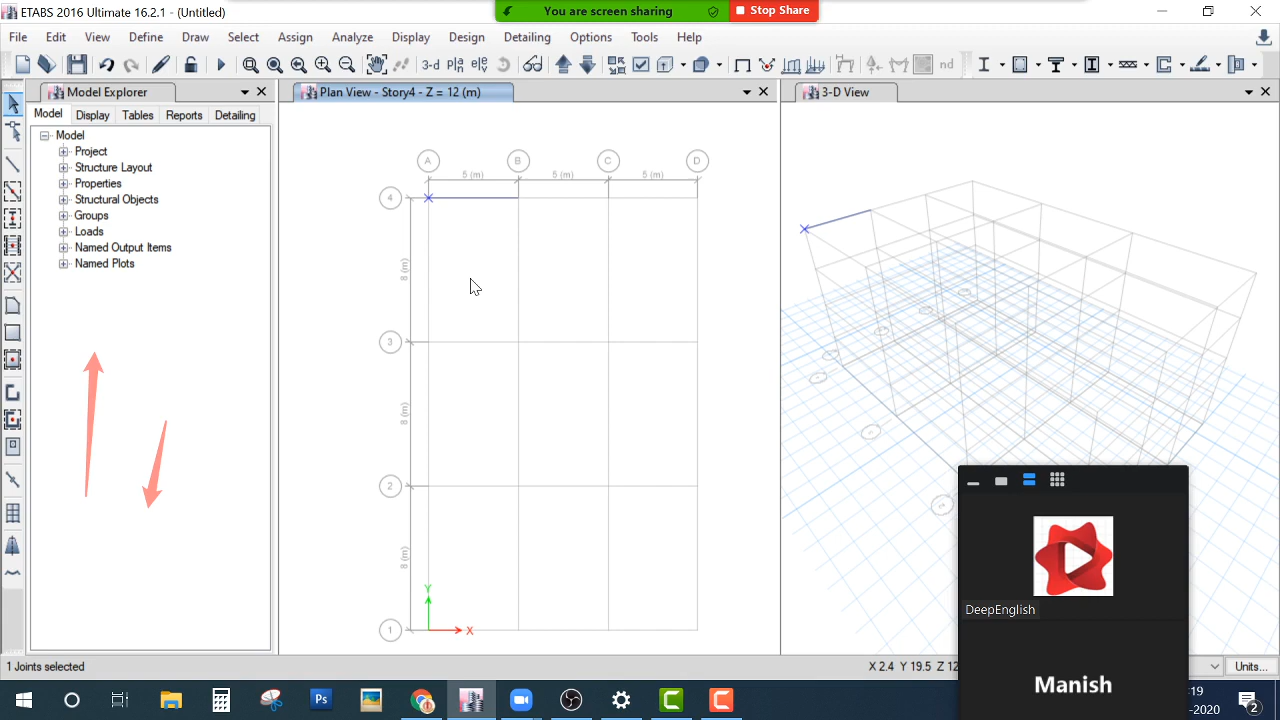 ETABS 2016 Ultimate 16.2.1 - (Untitled)
You are screen sharing
Stop Share
File Edit View Define Draw Select Assign Analyze Display Design Detailing Options Tools Help
3-d
nd
Model Explorer
Plan View - Story4 - Z = 12 (m)
3-D View
Model Display Tables Reports Detailing
Model
Project
Structure Layout
Properties
Structural Objects
Groups
Loads
Named Output Items
Named Plots
A B C D
5 (m) 5 (m) 5 (m)
4
8 (m)
3
8 (m)
2
8 (m)
Y
1
X
DeepEnglish
Manish
1 Joints selected
X 2.4 Y 19.5 Z 12
Units...
Ps
:19
-2020
2